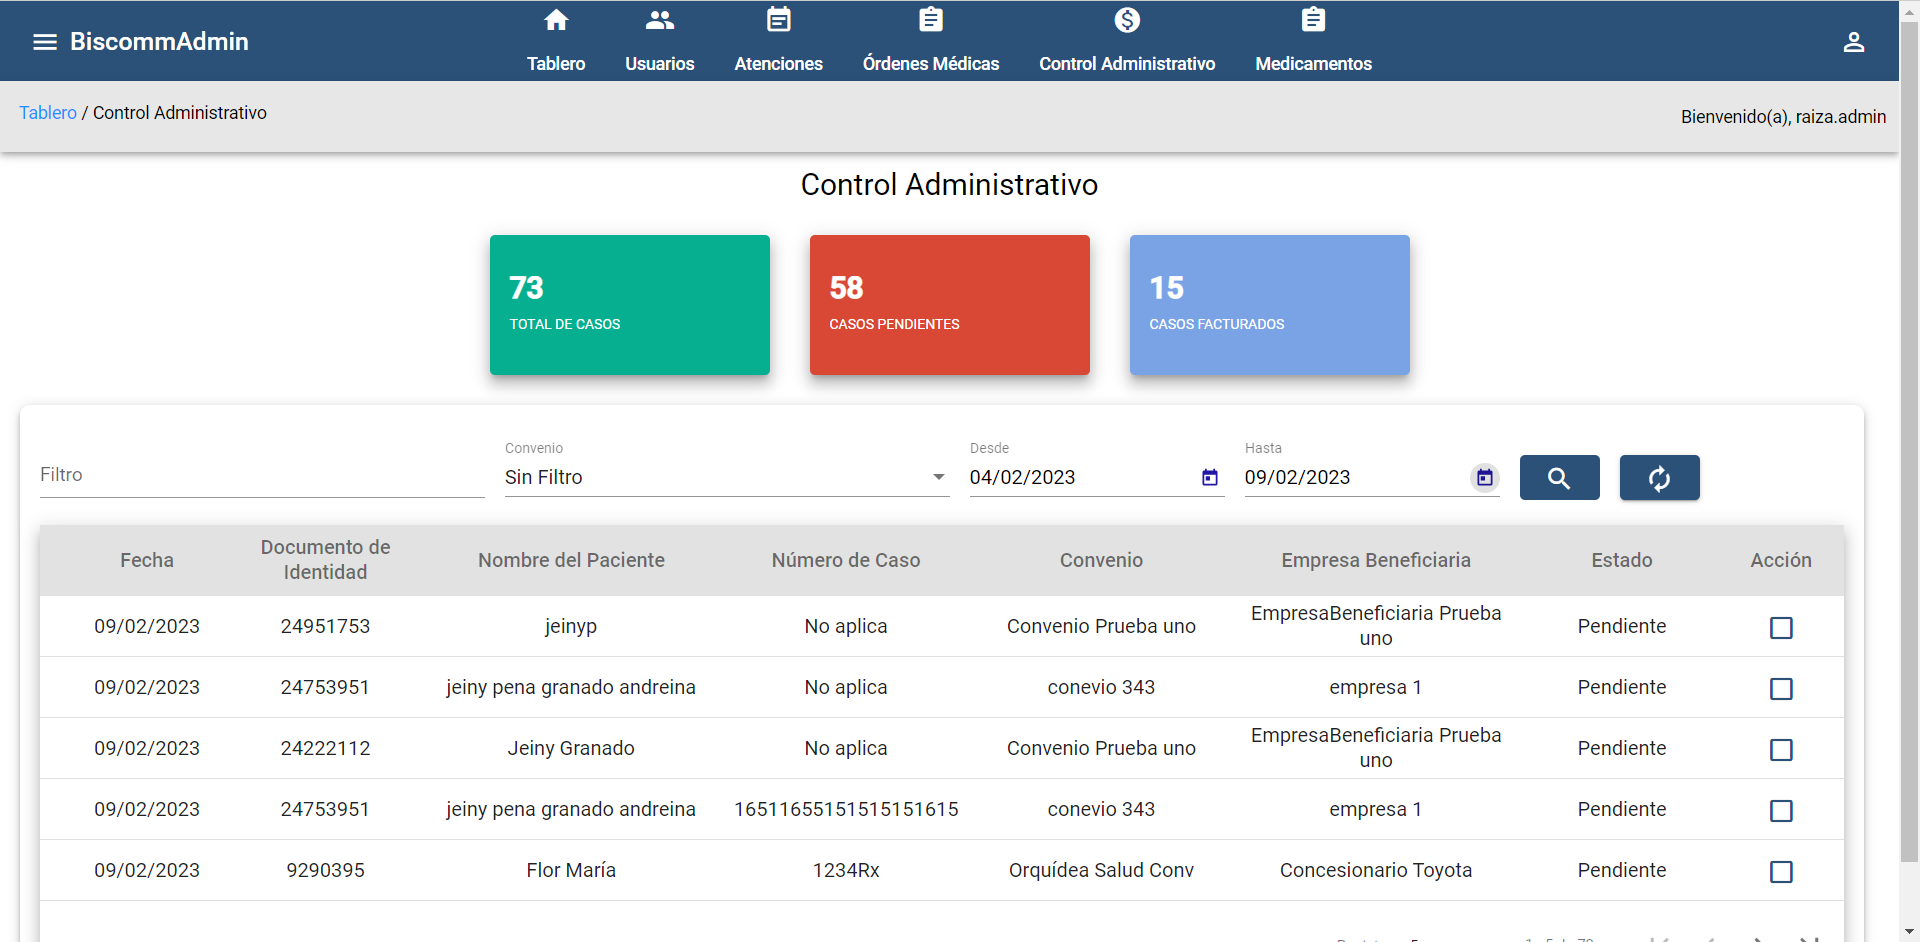 BiscommAdmin
Tablero
Usuarios
Atenciones
Órdenes Médicas
Control Administrativo
Medicamentos
Tablero / Control Administrativo
Bienvenido(a), raiza.admin
Control Administrativo
73
TOTAL DE CASOS
58
CASOS PENDIENTES
15
CASOS FACTURADOS
Filtro
Convenio
Sin Filtro
Desde
04/02/2023
Hasta
09/02/2023
Fecha
Documento de
Identidad
Nombre del Paciente
Número de Caso
Convenio
Empresa Beneficiaria
Estado
Acción
09/02/2023
24951753
jeinyp
No aplica
Convenio Prueba uno
EmpresaBeneficiaria Prueba
uno
Pendiente
09/02/2023
24753951
jeiny pena granado andreina
No aplica
conevio 343
empresa 1
Pendiente
09/02/2023
24222112
Jeiny Granado
No aplica
Convenio Prueba uno
EmpresaBeneficiaria Prueba
uno
Pendiente
09/02/2023
24753951
jeiny pena granado andreina
16511655151515151615
conevio 343
empresa 1
Pendiente
09/02/2023
9290395
Flor María
1234Rx
Orquídea Salud Conv
Concesionario Toyota
Pendiente